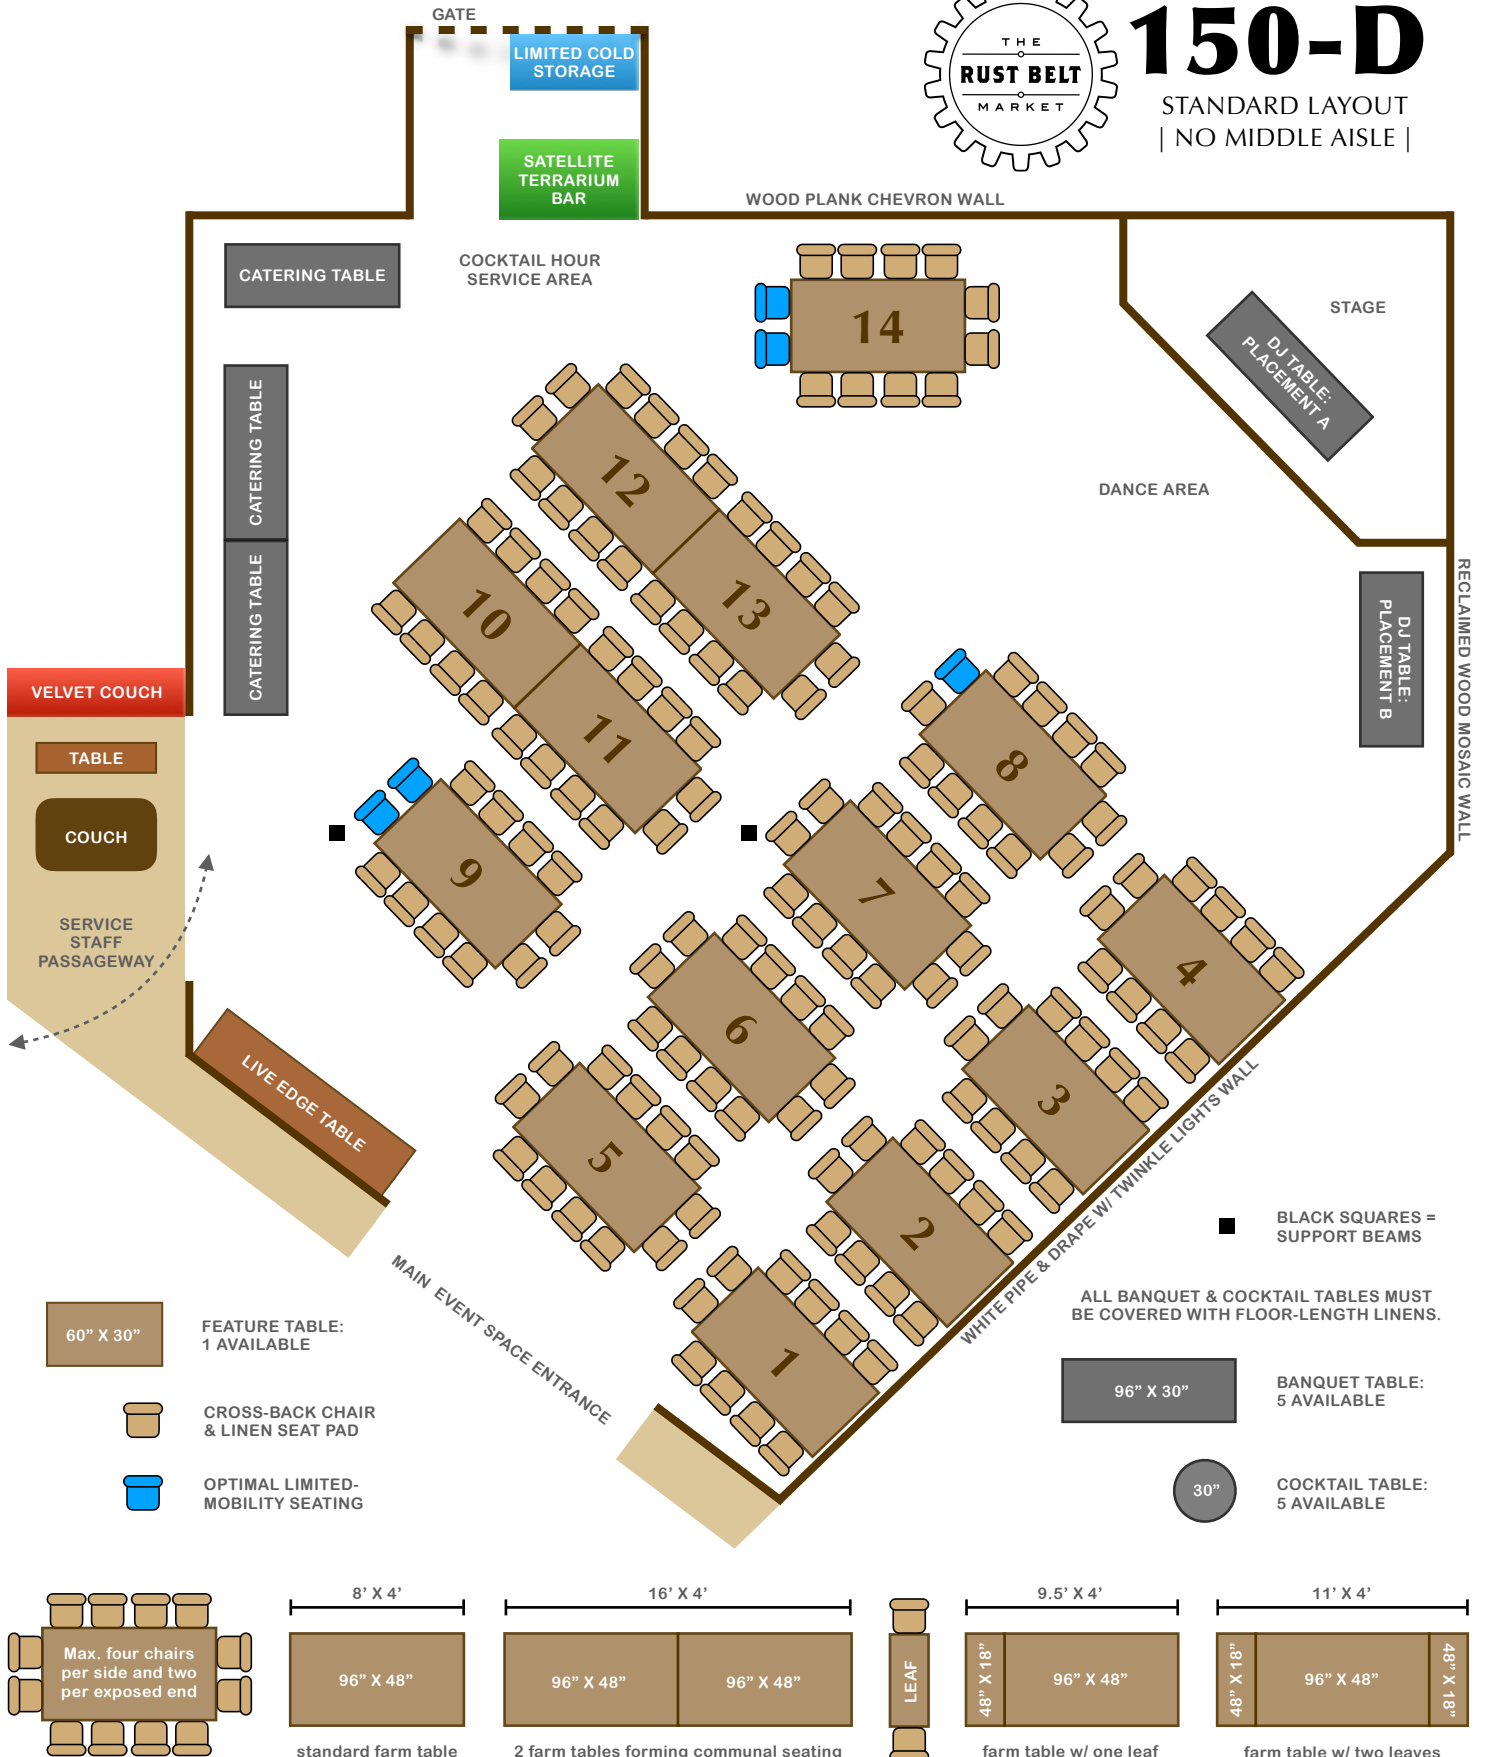 GATE
LIMITED COLD
STORAGE
THE
RUST BELT
MARKET
150-D
STANDARD LAYOUT
| NO MIDDLE AISLE |
SATELLITE
TERRARIUM
BAR
WOOD PLANK CHEVRON WALL
CATERING TABLE
COCKTAIL HOUR
SERVICE AREA
14
STAGE
DJ TABLE:
PLACEMENT A
CATERING TABLE
CATERING TABLE
12
13
10
11
DANCE AREA
DJ TABLE:
PLACEMENT B
RECLAIMED WOOD MOSAIC WALL
VELVET COUCH
TABLE
COUCH
SERVICE
STAFF
PASSAGEWAY
8
9
7
4
6
3
5
2
1
LIVE EDGE TABLE
MAIN EVENT SPACE ENTRANCE
WHITE PIPE & DRAPE W/ TWINKLE LIGHTS WALL
BLACK SQUARES =
SUPPORT BEAMS
ALL BANQUET & COCKTAIL TABLES MUST
BE COVERED WITH FLOOR-LENGTH LINENS.
60” X 30”
FEATURE TABLE:
1 AVAILABLE
96” X 30”
BANQUET TABLE:
5 AVAILABLE
CROSS-BACK CHAIR
& LINEN SEAT PAD
OPTIMAL LIMITED-
MOBILITY SEATING
30”
COCKTAIL TABLE:
5 AVAILABLE
Max. four chairs
per side and two
per exposed end
8’ X 4’
96” X 48”
standard farm table
16’ X 4’
96” X 48”
96” X 48”
2 farm tables forming communal seating
LEAF
9.5’ X 4’
48” X 18”
96” X 48”
farm table w/ one leaf
11’ X 4’
48” X 18”
96” X 48”
48” X 18”
farm table w/ two leaves